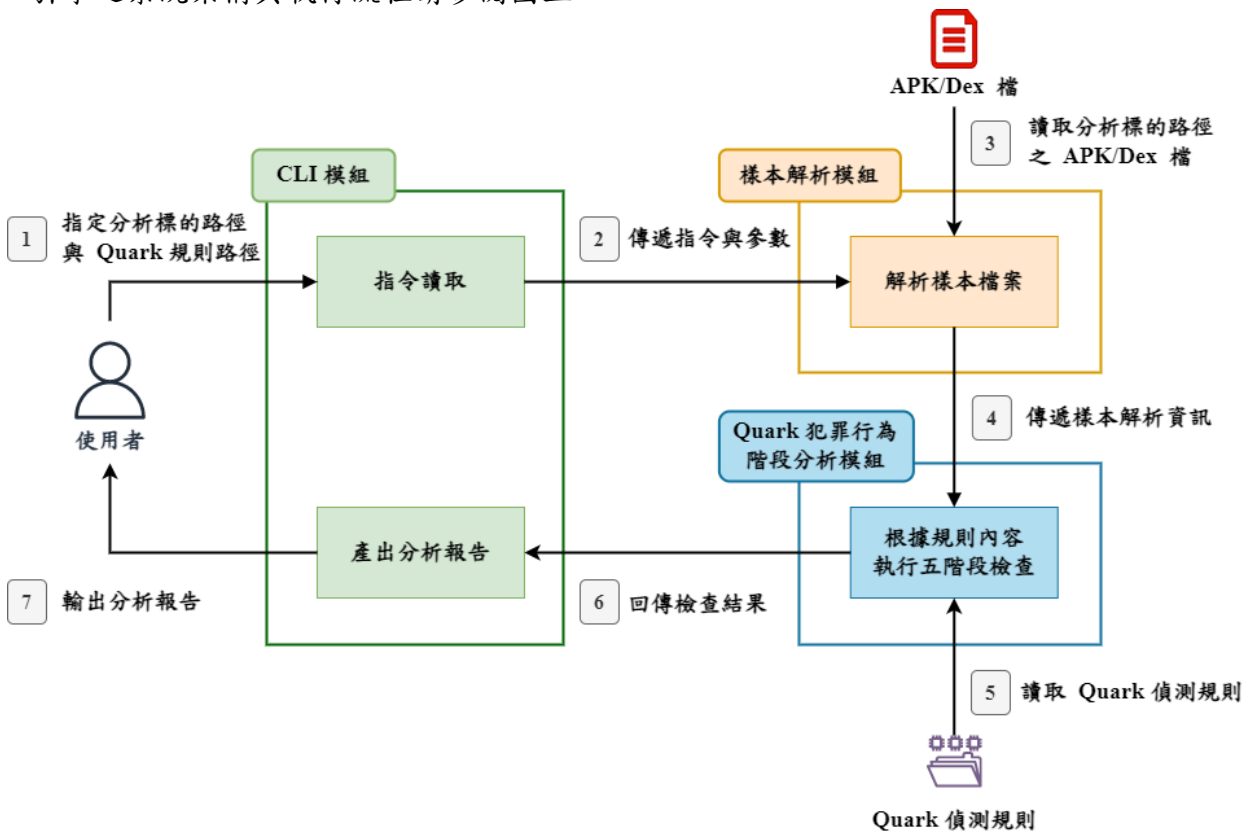 APK/Dex 檔
3
讀取分析標的路徑
之 APK/Dex 檔
CLI 模組
樣本解析模組
1
指定分析標的路徑
與 Quark 規則路徑
2
傳遞指令與參數
指令讀取
解析樣本檔案
使用者
4
傳遞樣本解析資訊
Quark 犯罪行為
階段分析模組
產出分析報告
根據規則內容
執行五階段檢查
7
輸出分析報告
6
回傳檢查結果
5
讀取 Quark 偵測規則
Quark 偵測規則